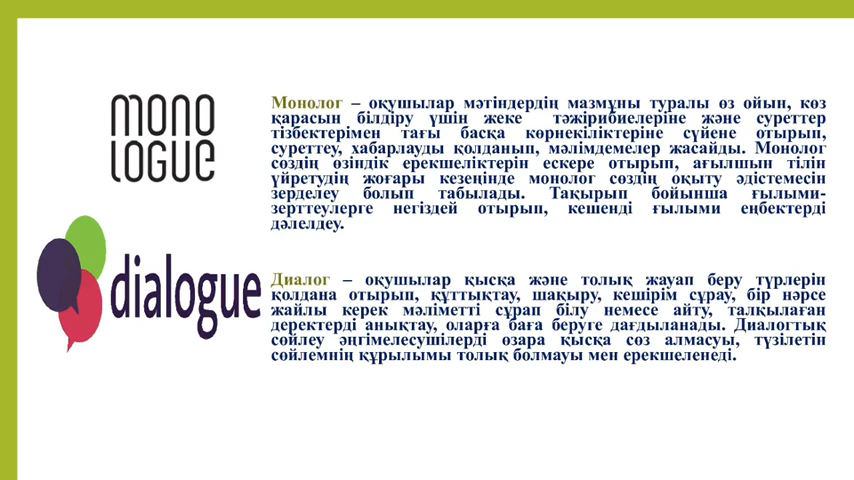 mono
logue
Монолог – оқушылар мәтіндердің мазмұны туралы өз ойын, көз
қарасын білдіру үшін жеке тәжірибиелеріне және суреттер
тізбектерімен тағы басқа көрнекіліктеріне сүйене отырып,
суреттеу, хабарлауды қолданып, мәлімдемелер жасайды. Монолог
сөздің өзіндік ерекшеліктерін ескере отырып, ағылшын тілін
үйретудің жоғары кезеңінде монолог сөздің оқыту әдістемесін
зерделеу болып табылады. Тақырып бойынша ғылыми-
зерттеулерге негіздей отырып, кешенді ғылыми еңбектерді
дәлелдеу.
dialogue
Диалог – оқушылар қысқа және толық жауап беру түрлерін
қолдана отырып, құттықтау, шақыру, кешірім сұрау, бір нәрсе
жайлы керек мәліметті сұрап білу немесе айту, талқылаған
деректерді анықтау, оларға баға беруге дағдыланады. Диалогтық
сөйлеу әңгімелесушілерді өзара қысқа сөз алмасуы, түзілетін
сөйлемнің құрылымы толық болмауы мен ерекшеленеді.